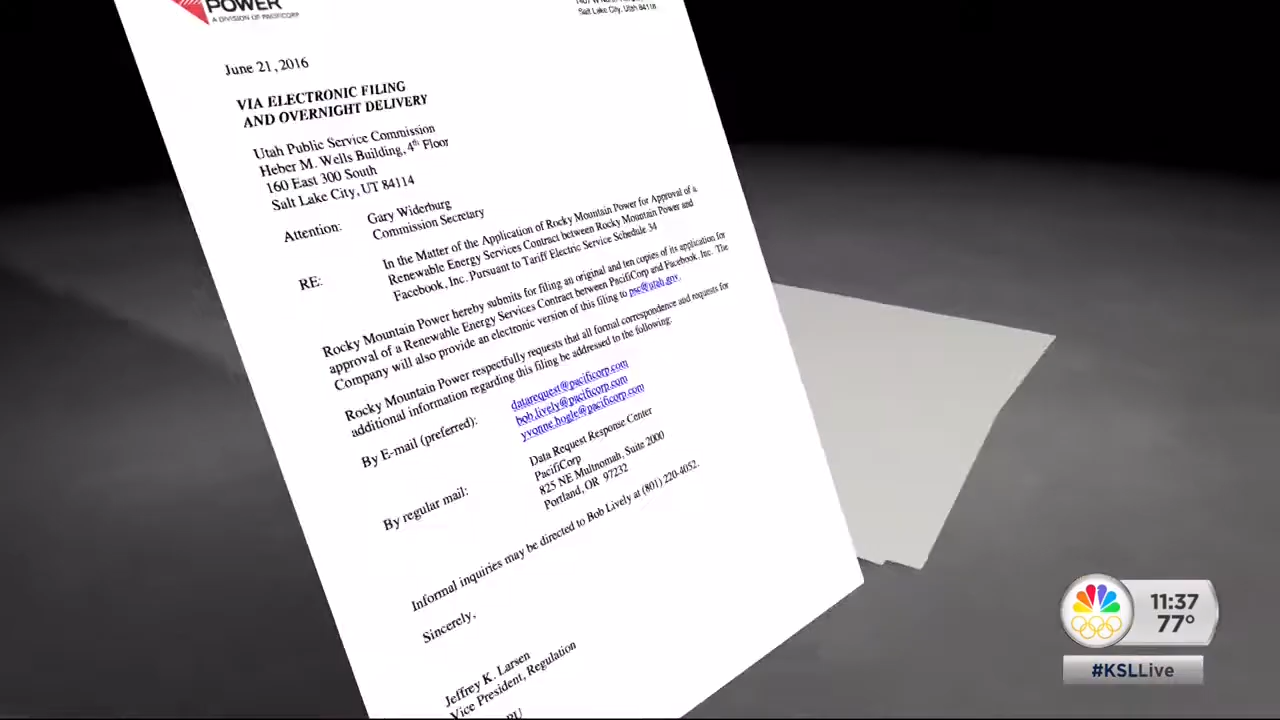 POWER
A DIVISION OF PACIFICORP
Salt Lake City, Utah 84116
June 21, 2016
VIA ELECTRONIC FILING
AND OVERNIGHT DELIVERY
Utah Public Service Commission
Heber M. Wells Building, 4th Floor
160 East 300 South
Salt Lake City, UT 84114
Attention: Gary Widerburg
Commission Secretary
RE: In the Matter of the Application of Rocky Mountain Power for Approval of a
Renewable Energy Services Contract between Rocky Mountain Power and
Facebook, Inc. Pursuant to Tariff Electric Service Schedule 34
Rocky Mountain Power hereby submits for filing an original and ten copies of its application for
approval of a Renewable Energy Services Contract between PacifiCorp and Facebook, Inc. The
Company will also provide an electronic version of this filing to psc@utah.gov.
Rocky Mountain Power respectfully requests that all formal correspondence and requests for
additional information regarding this filing be addressed to the following:
By E-mail (preferred): datarequest@pacificorp.com
bob.lively@pacificorp.com
yvonne.hogle@pacificorp.com
By regular mail: Data Request Response Center
PacifiCorp
825 NE Multnomah, Suite 2000
Portland, OR 97232
Informal inquiries may be directed to Bob Lively at (801) 220-4052.
Sincerely,
Jeffrey K. Larsen
Vice President, Regulation
11:37
77°
#KSLLive